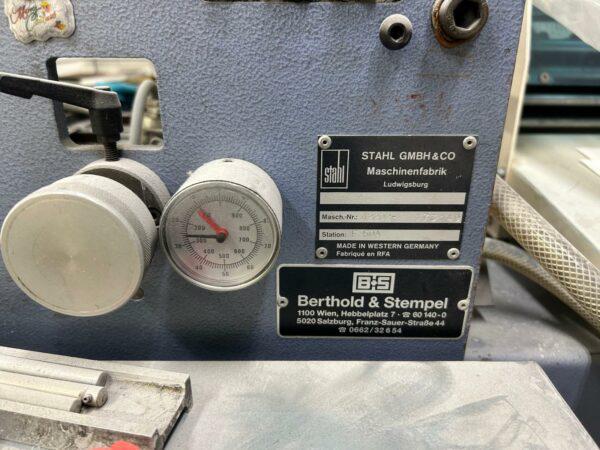 stahl
STAHL GMBH & CO
Maschinenfabrik
Ludwigsburg
Masch.-Nr.:
Station:
MADE IN WESTERN GERMANY
Fabriqué en RFA
B+S
Berthold & Stempel
1100 Wien, Hebbelplatz 7 · ☎ 60 140-0
5020 Salzburg, Franz-Sauer-Straße 44
☎ 0662/32 6 54